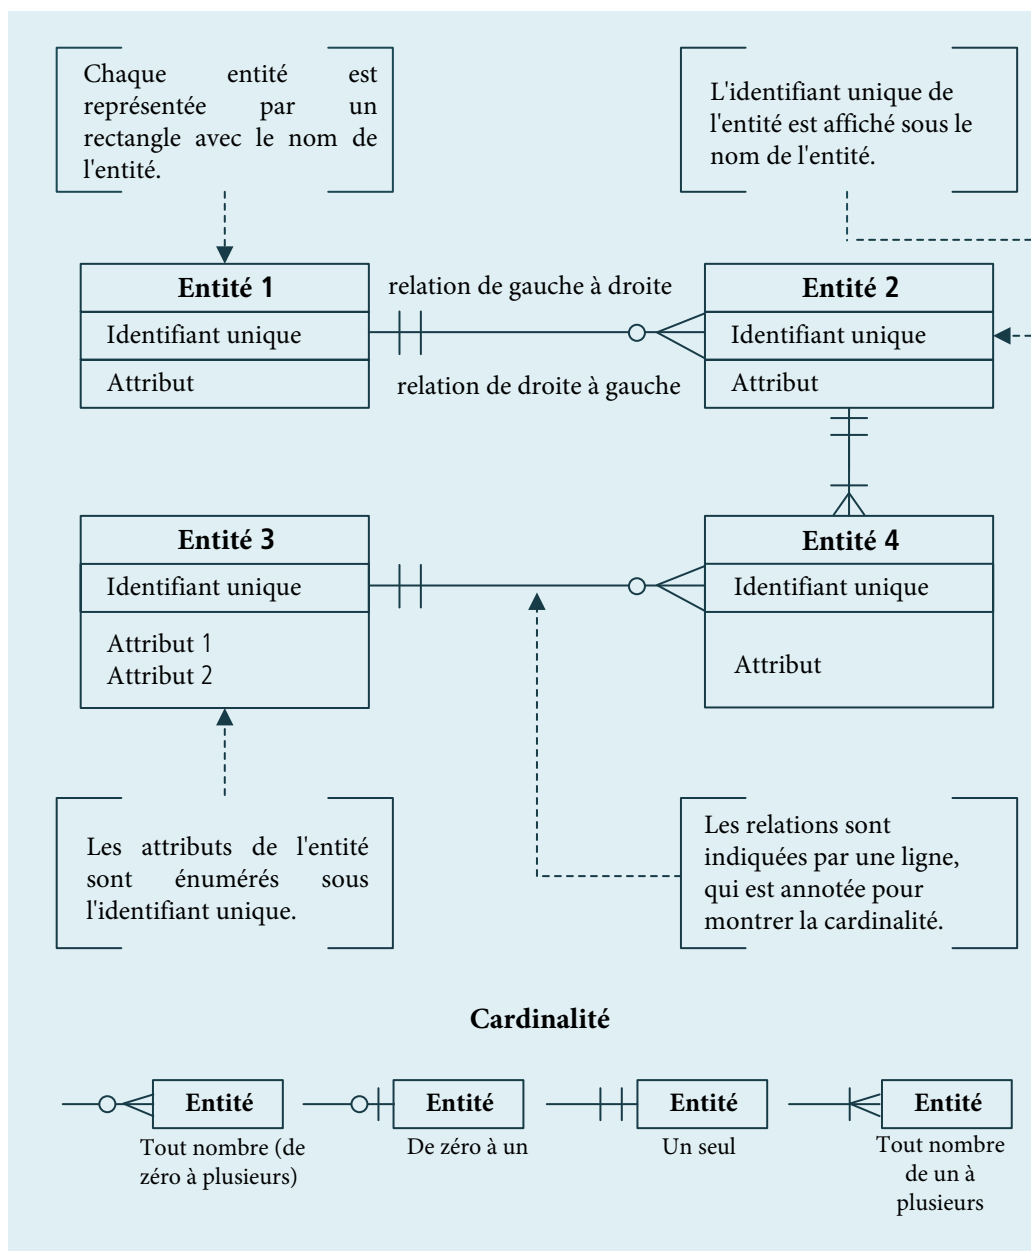 Chaque entité est
représentée par un
rectangle avec le nom de
l'entité.
L'identifiant unique de
l'entité est affiché sous le
nom de l'entité.
Entité 1
Identifiant unique
Attribut
relation de gauche à droite
relation de droite à gauche
Entité 2
Identifiant unique
Attribut
Entité 3
Identifiant unique
Attribut 1
Attribut 2
Entité 4
Identifiant unique
Attribut
Les attributs de l'entité
sont énumérés sous
l'identifiant unique.
Les relations sont
indiquées par une ligne,
qui est annotée pour
montrer la cardinalité.
Cardinalité
Entité
Tout nombre (de
zéro à plusieurs)
Entité
De zéro à un
Entité
Un seul
Entité
Tout nombre
de un à
plusieurs